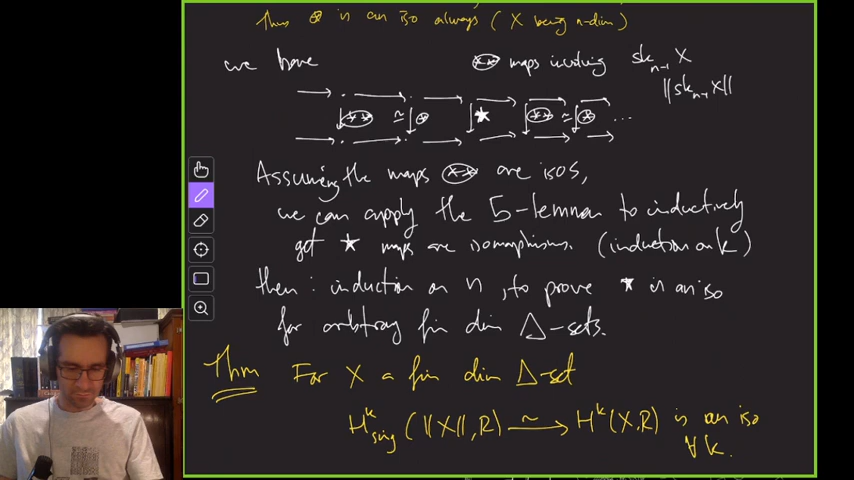 Thus ⊛ is an iso always (X being n-dim)
we have ⊛⊛ maps involving sk_{n-1} X
||sk_{n-1} X||
** ≃ * ★ ** ≃ * ...
Assuming the maps ** are isos,
we can apply the 5-lemma to inductively
get ★ maps are isomorphisms. (induction on k)
then : induction on n, to prove ★ is an iso
for arbitray fin dim Δ-sets.
Thm For X a fin dim Δ-set
H^k_sing (||X||, R) ⥲ H^k(X, R) is an iso
∀ k.